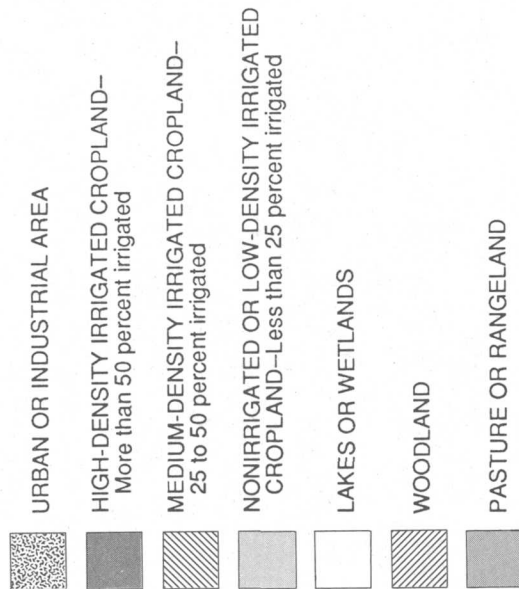 URBAN OR INDUSTRIAL AREA
HIGH-DENSITY IRRIGATED CROPLAND–
More than 50 percent irrigated
MEDIUM-DENSITY IRRIGATED CROPLAND–
25 to 50 percent irrigated
NONIRRIGATED OR LOW-DENSITY IRRIGATED
CROPLAND–Less than 25 percent irrigated
LAKES OR WETLANDS
WOODLAND
PASTURE OR RANGELAND